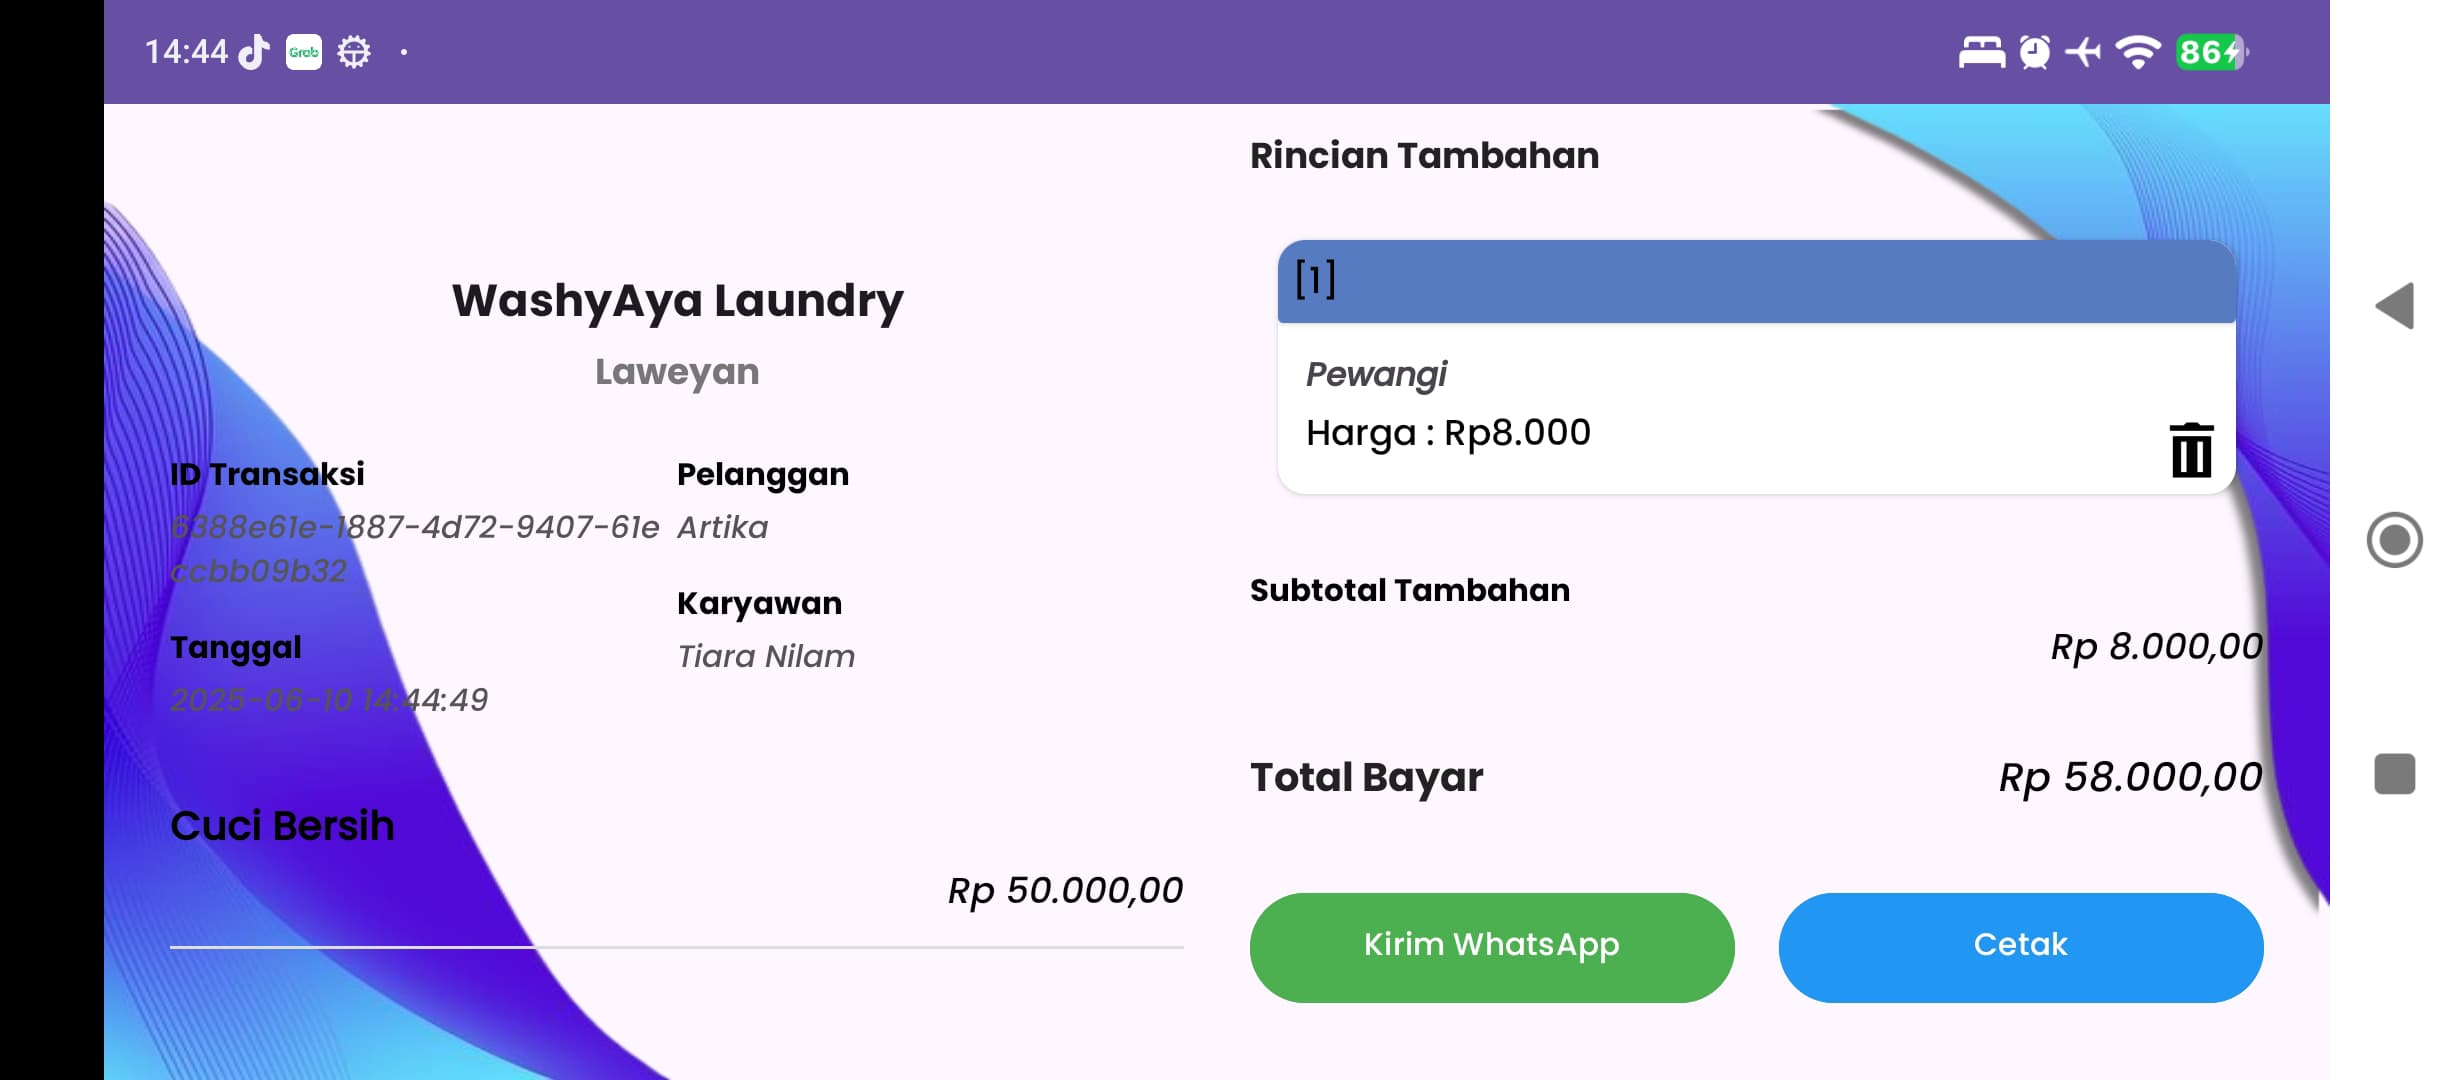 14:44
Grab
86
WashyAya Laundry
Laweyan
ID Transaksi
6388e61e-1887-4d72-9407-61e
ccbb09b32
Tanggal
2025-06-10 14:44:49
Pelanggan
Artika
Karyawan
Tiara Nilam
Cuci Bersih
Rp 50.000,00
Rincian Tambahan
[1]
Pewangi
Harga : Rp8.000
Subtotal Tambahan
Rp 8.000,00
Total Bayar
Rp 58.000,00
Kirim WhatsApp
Cetak